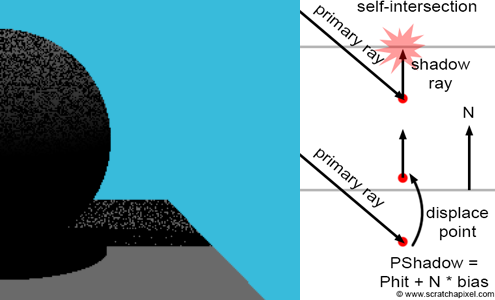 self-intersection
primary ray
shadow
ray
N
primary ray
displace
point
PShadow =
Phit + N * bias
© www.scratchapixel.com